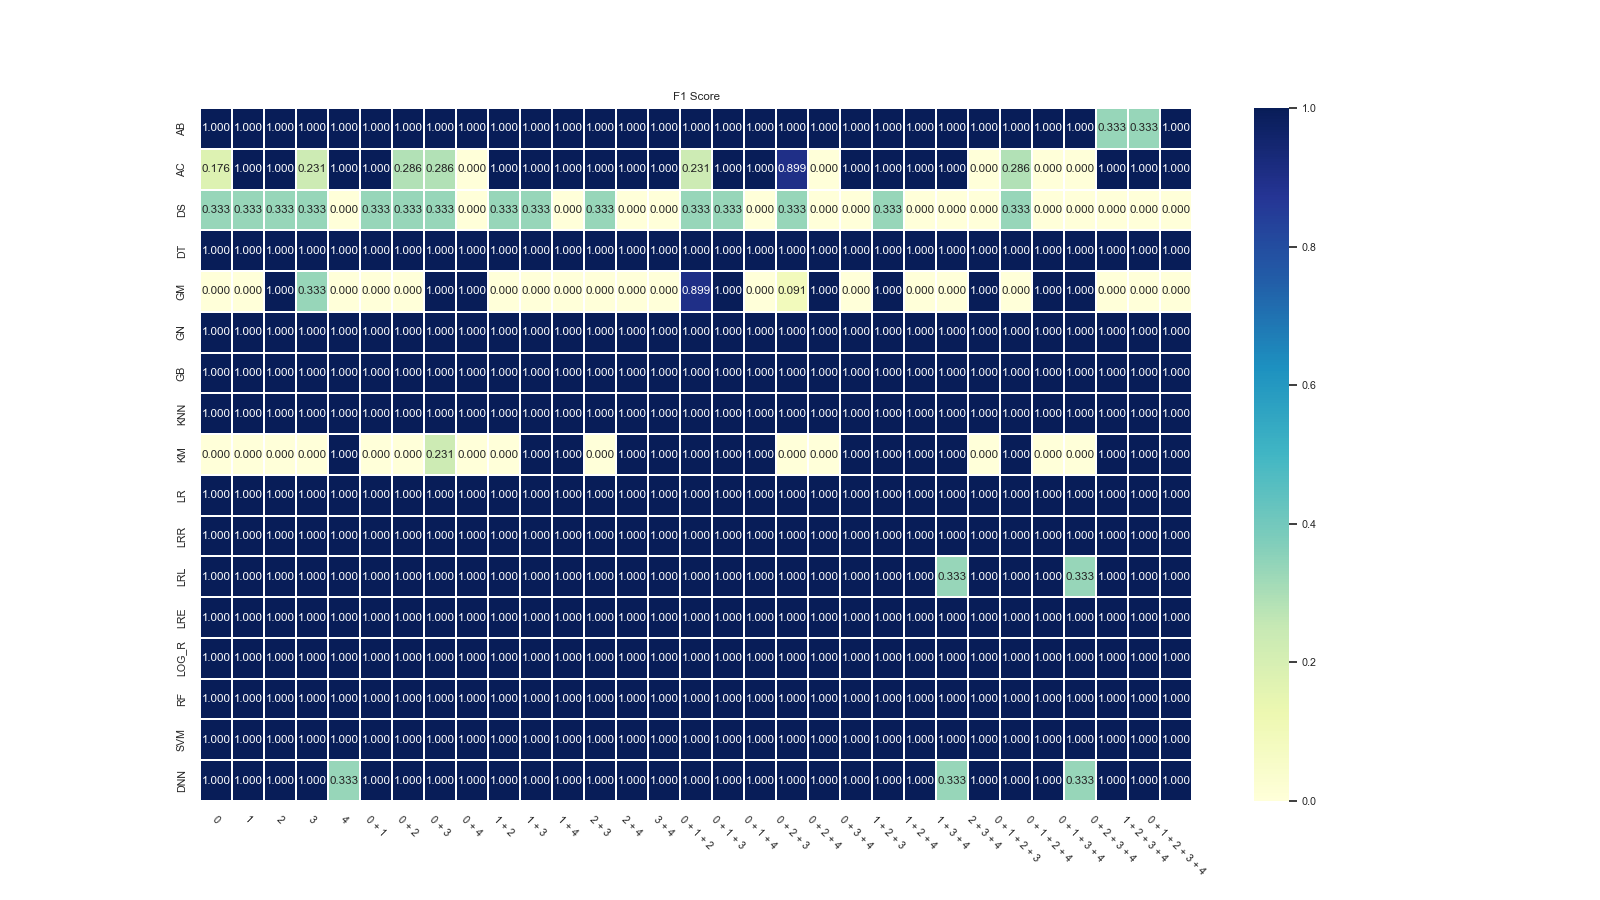 F1 Score
AB 1.000 1.000 1.000 1.000 1.000 1.000 1.000 1.000 1.000 1.000 1.000 1.000 1.000 1.000 1.000 1.000 1.000 1.000 1.000 1.000 1.000 1.000 1.000 1.000 1.000 1.000 1.000 1.000 0.333 0.333 1.000
AC 0.176 1.000 1.000 0.231 1.000 1.000 0.286 0.286 0.000 1.000 1.000 1.000 1.000 1.000 1.000 0.231 1.000 1.000 0.899 0.000 1.000 1.000 1.000 1.000 0.000 0.286 0.000 0.000 1.000 1.000 1.000
DS 0.333 0.333 0.333 0.333 0.000 0.333 0.333 0.333 0.000 0.333 0.333 0.000 0.333 0.000 0.000 0.333 0.333 0.000 0.333 0.000 0.000 0.333 0.000 0.000 0.000 0.333 0.000 0.000 0.000 0.000 0.000
DT 1.000 1.000 1.000 1.000 1.000 1.000 1.000 1.000 1.000 1.000 1.000 1.000 1.000 1.000 1.000 1.000 1.000 1.000 1.000 1.000 1.000 1.000 1.000 1.000 1.000 1.000 1.000 1.000 1.000 1.000 1.000
GM 0.000 0.000 1.000 0.333 0.000 0.000 0.000 1.000 1.000 0.000 0.000 0.000 0.000 0.000 0.000 0.899 1.000 0.000 0.091 1.000 0.000 1.000 0.000 0.000 1.000 0.000 1.000 1.000 0.000 0.000 0.000
GN 1.000 1.000 1.000 1.000 1.000 1.000 1.000 1.000 1.000 1.000 1.000 1.000 1.000 1.000 1.000 1.000 1.000 1.000 1.000 1.000 1.000 1.000 1.000 1.000 1.000 1.000 1.000 1.000 1.000 1.000 1.000
GB 1.000 1.000 1.000 1.000 1.000 1.000 1.000 1.000 1.000 1.000 1.000 1.000 1.000 1.000 1.000 1.000 1.000 1.000 1.000 1.000 1.000 1.000 1.000 1.000 1.000 1.000 1.000 1.000 1.000 1.000 1.000
KNN 1.000 1.000 1.000 1.000 1.000 1.000 1.000 1.000 1.000 1.000 1.000 1.000 1.000 1.000 1.000 1.000 1.000 1.000 1.000 1.000 1.000 1.000 1.000 1.000 1.000 1.000 1.000 1.000 1.000 1.000 1.000
KM 0.000 0.000 0.000 0.000 1.000 0.000 0.000 0.231 0.000 0.000 1.000 1.000 0.000 1.000 1.000 1.000 1.000 1.000 0.000 0.000 1.000 1.000 1.000 1.000 0.000 1.000 0.000 0.000 1.000 1.000 1.000
LR 1.000 1.000 1.000 1.000 1.000 1.000 1.000 1.000 1.000 1.000 1.000 1.000 1.000 1.000 1.000 1.000 1.000 1.000 1.000 1.000 1.000 1.000 1.000 1.000 1.000 1.000 1.000 1.000 1.000 1.000 1.000
LRR 1.000 1.000 1.000 1.000 1.000 1.000 1.000 1.000 1.000 1.000 1.000 1.000 1.000 1.000 1.000 1.000 1.000 1.000 1.000 1.000 1.000 1.000 1.000 1.000 1.000 1.000 1.000 1.000 1.000 1.000 1.000
LRL 1.000 1.000 1.000 1.000 1.000 1.000 1.000 1.000 1.000 1.000 1.000 1.000 1.000 1.000 1.000 1.000 1.000 1.000 1.000 1.000 1.000 1.000 1.000 0.333 1.000 1.000 1.000 0.333 1.000 1.000 1.000
LRE 1.000 1.000 1.000 1.000 1.000 1.000 1.000 1.000 1.000 1.000 1.000 1.000 1.000 1.000 1.000 1.000 1.000 1.000 1.000 1.000 1.000 1.000 1.000 1.000 1.000 1.000 1.000 1.000 1.000 1.000 1.000
LOG_R 1.000 1.000 1.000 1.000 1.000 1.000 1.000 1.000 1.000 1.000 1.000 1.000 1.000 1.000 1.000 1.000 1.000 1.000 1.000 1.000 1.000 1.000 1.000 1.000 1.000 1.000 1.000 1.000 1.000 1.000 1.000
RF 1.000 1.000 1.000 1.000 1.000 1.000 1.000 1.000 1.000 1.000 1.000 1.000 1.000 1.000 1.000 1.000 1.000 1.000 1.000 1.000 1.000 1.000 1.000 1.000 1.000 1.000 1.000 1.000 1.000 1.000 1.000
SVM 1.000 1.000 1.000 1.000 1.000 1.000 1.000 1.000 1.000 1.000 1.000 1.000 1.000 1.000 1.000 1.000 1.000 1.000 1.000 1.000 1.000 1.000 1.000 1.000 1.000 1.000 1.000 1.000 1.000 1.000 1.000
DNN 1.000 1.000 1.000 1.000 0.333 1.000 1.000 1.000 1.000 1.000 1.000 1.000 1.000 1.000 1.000 1.000 1.000 1.000 1.000 1.000 1.000 1.000 1.000 0.333 1.000 1.000 1.000 0.333 1.000 1.000 1.000
0
1
2
3
4
0 + 1
0 + 2
0 + 3
0 + 4
1 + 2
1 + 3
1 + 4
2 + 3
2 + 4
3 + 4
0 + 1 + 2
0 + 1 + 3
0 + 1 + 4
0 + 2 + 3
0 + 2 + 4
0 + 3 + 4
1 + 2 + 3
1 + 2 + 4
1 + 3 + 4
2 + 3 + 4
0 + 1 + 2 + 3
0 + 1 + 2 + 4
0 + 1 + 3 + 4
0 + 2 + 3 + 4
1 + 2 + 3 + 4
0 + 1 + 2 + 3 + 4
1.0
0.8
0.6
0.4
0.2
0.0